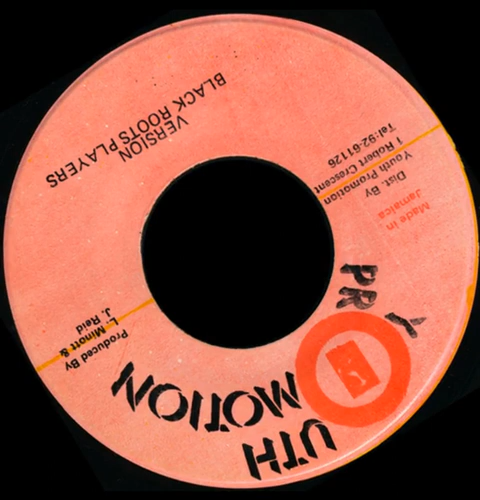 Y UTH
PR MOTION
Made in
Jamaica
Dist. By
Youth Promotion
1 Robert Crescent
Tel:92-61126
Produced By
L. Minott &
J. Reid
VERSION
BLACK ROOTS PLAYERS